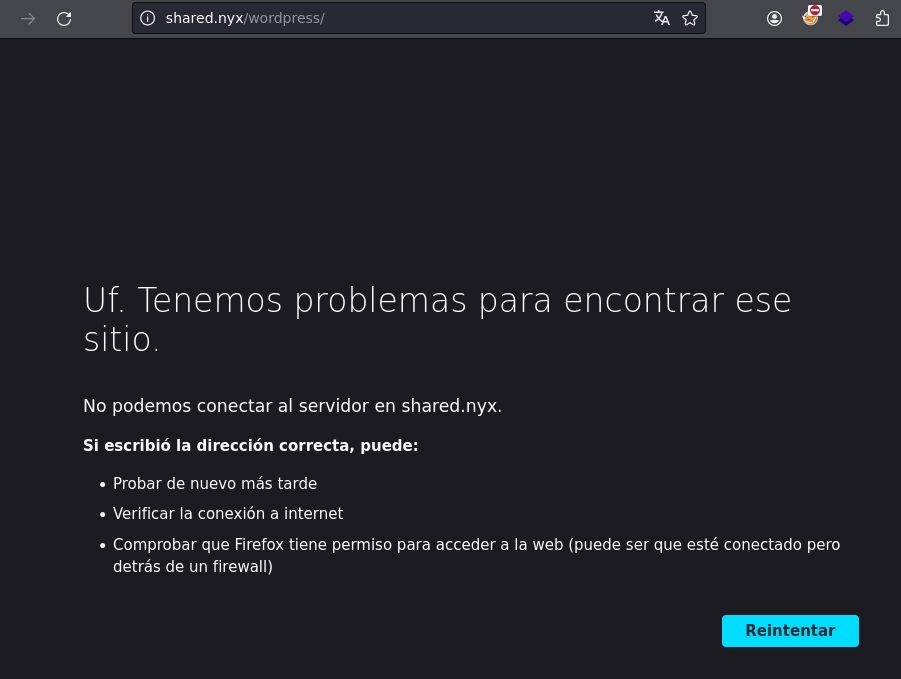 shared.nyx/wordpress/
Uf. Tenemos problemas para encontrar ese
sitio.
No podemos conectar al servidor en shared.nyx.
Si escribió la dirección correcta, puede:
• Probar de nuevo más tarde
• Verificar la conexión a internet
• Comprobar que Firefox tiene permiso para acceder a la web (puede ser que esté conectado pero
detrás de un firewall)
Reintentar